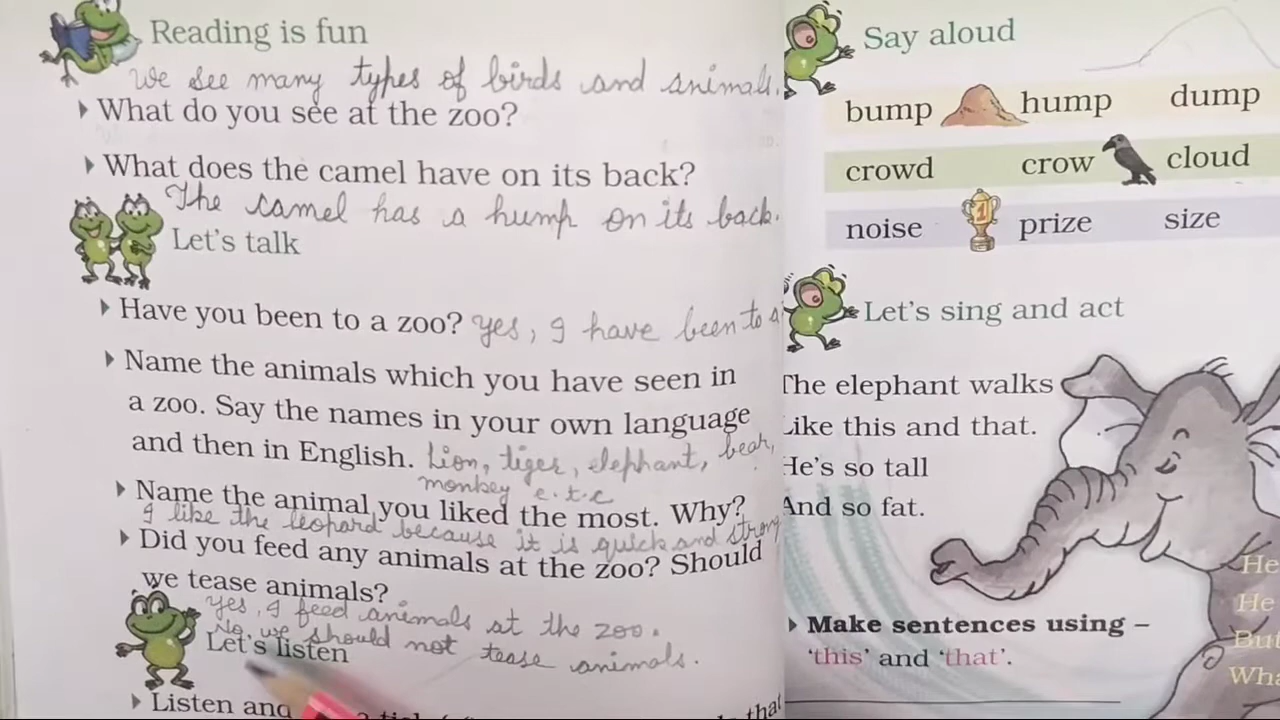 Reading is fun
We see many types of birds and animals.
What do you see at the zoo?
What does the camel have on its back?
The camel has a hump on its back.
Let's talk
Have you been to a zoo? Yes, I have been to a
Name the animals which you have seen in
a zoo. Say the names in your own language
and then in English. Lion, tiger, elephant, bear,
monkey e.t.c
Name the animal you liked the most. Why?
I like the leopard because it is quick and strong
Did you feed any animals at the zoo? Should
we tease animals?
Yes, I feed animals at the zoo.
No, we should not tease animals.
Let's listen
Listen and
that
Say aloud
bump hump dump
crowd crow cloud
1
noise prize size
Let's sing and act
The elephant walks
Like this and that.
He's so tall
And so fat.
He
He
But
Wha
Make sentences using –
'this' and 'that'.